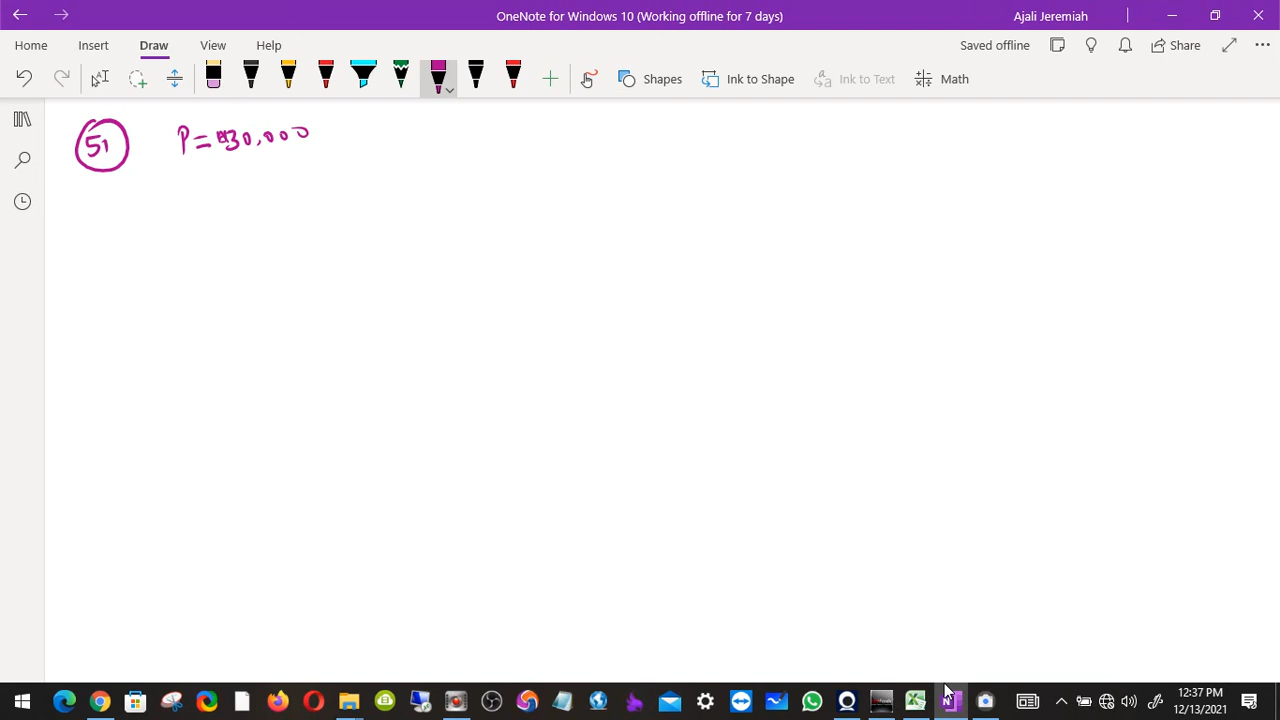 OneNote for Windows 10 (Working offline for 7 days)
Ajali Jeremiah
Home Insert Draw View Help
Saved offline
Share
Shapes
Ink to Shape
Ink to Text
Math
51 P = ₦30,000
12:37 PM
12/13/2021